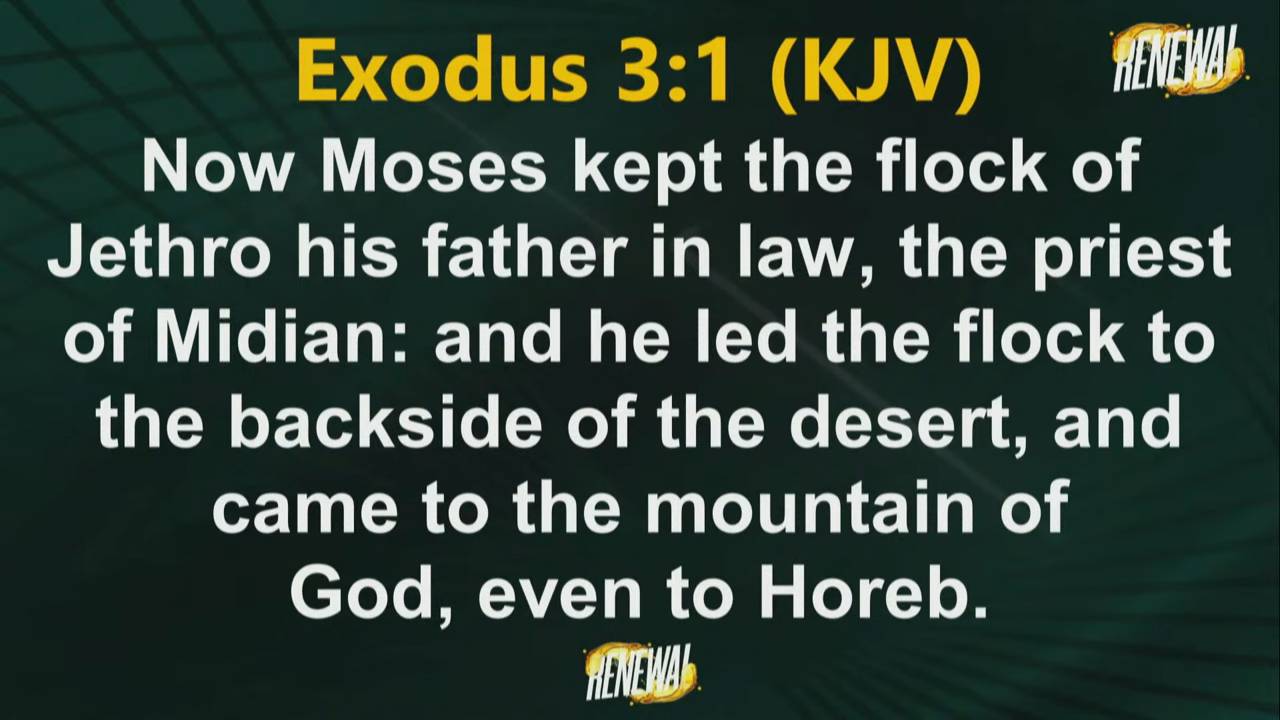 Exodus 3:1 (KJV)
RENEWAL
Now Moses kept the flock of
Jethro his father in law, the priest
of Midian: and he led the flock to
the backside of the desert, and
came to the mountain of
God, even to Horeb.
RENEWAL